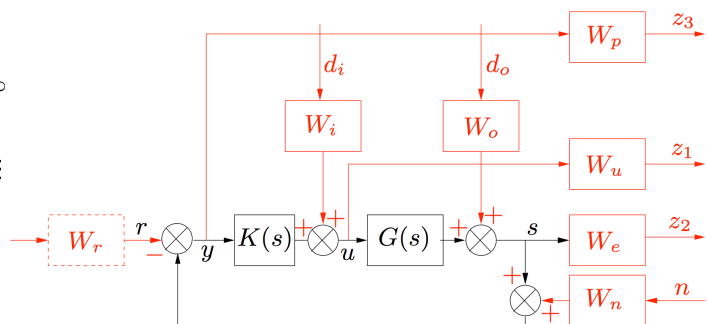 W_p z_3
d_i d_o
W_i W_o
W_u z_1
+ + + +
W_r r y K(s) u G(s) s W_e z_2
−
+
W_n n
+